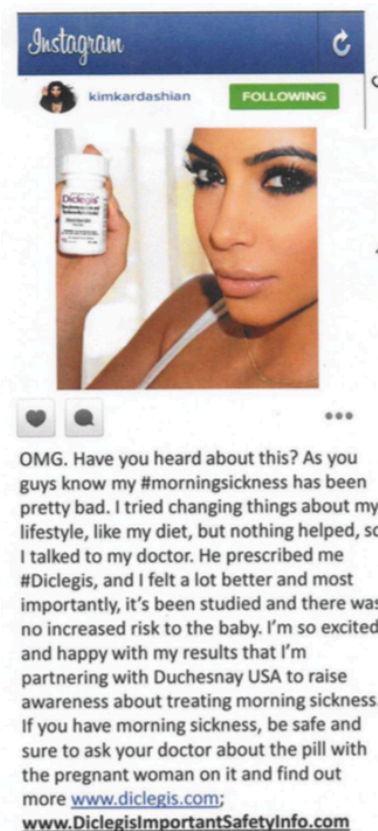 Instagram
kimkardashian
FOLLOWING
Diclegis
OMG. Have you heard about this? As you
guys know my #morningsickness has been
pretty bad. I tried changing things about my
lifestyle, like my diet, but nothing helped, so
I talked to my doctor. He prescribed me
#Diclegis, and I felt a lot better and most
importantly, it's been studied and there was
no increased risk to the baby. I'm so excited
and happy with my results that I'm
partnering with Duchesnay USA to raise
awareness about treating morning sickness.
If you have morning sickness, be safe and
sure to ask your doctor about the pill with
the pregnant woman on it and find out
more www.diclegis.com;
www.DiclegisImportantSafetyInfo.com